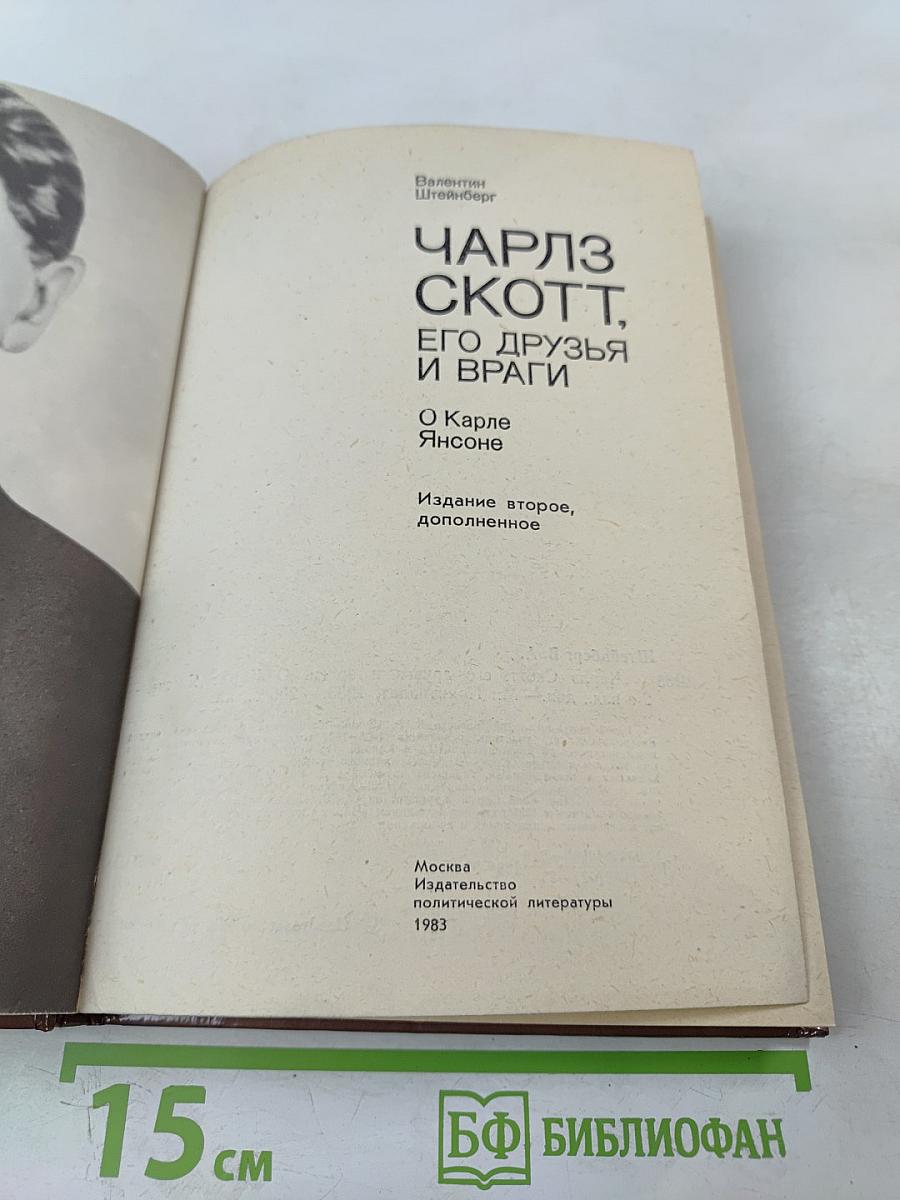 Валентин
Штейнберг
ЧАРЛЗ
СКОТТ,
ЕГО ДРУЗЬЯ
И ВРАГИ
О Карле
Янсоне
Издание второе,
дополненное
Москва
Издательство
политической литературы
1983
15 см
БФ БИБЛИОФАН